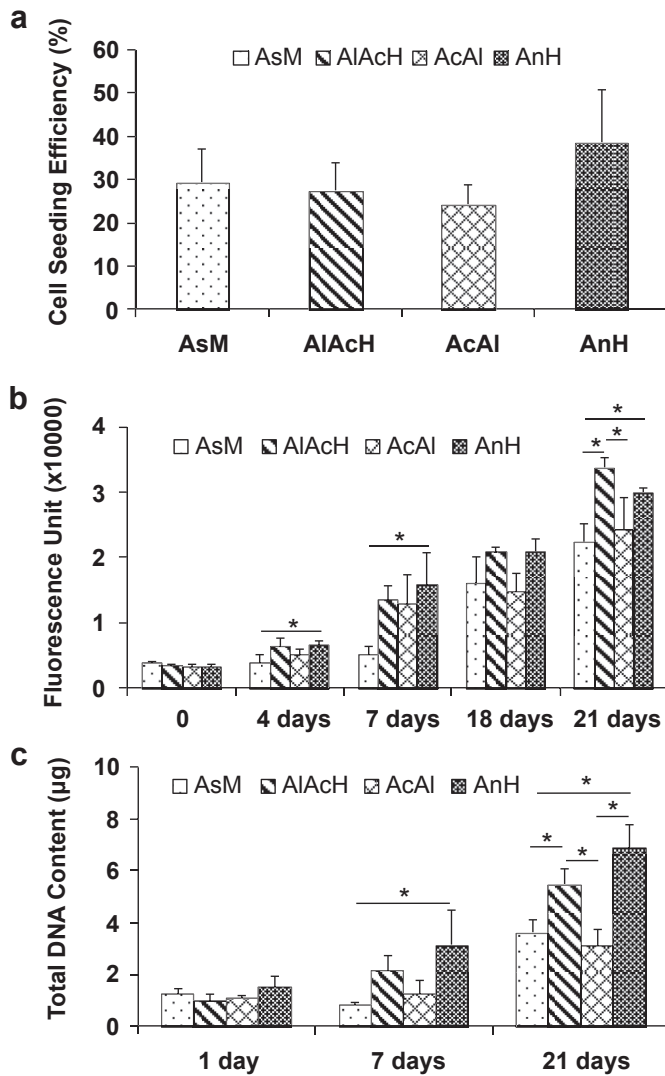 a
Cell Seeding Efficiency (%)
AsM AlAcH AcAl AnH
60
50
40
30
20
10
0
AsM AlAcH AcAl AnH
b
Fluorescence Unit (x10000)
AsM AlAcH AcAl AnH
4
3
2
1
0
* * * * *
0 4 days 7 days 18 days 21 days
c
Total DNA Content (µg)
AsM AlAcH AcAl AnH
10
8
6
4
2
0
* * * * *
1 day 7 days 21 days